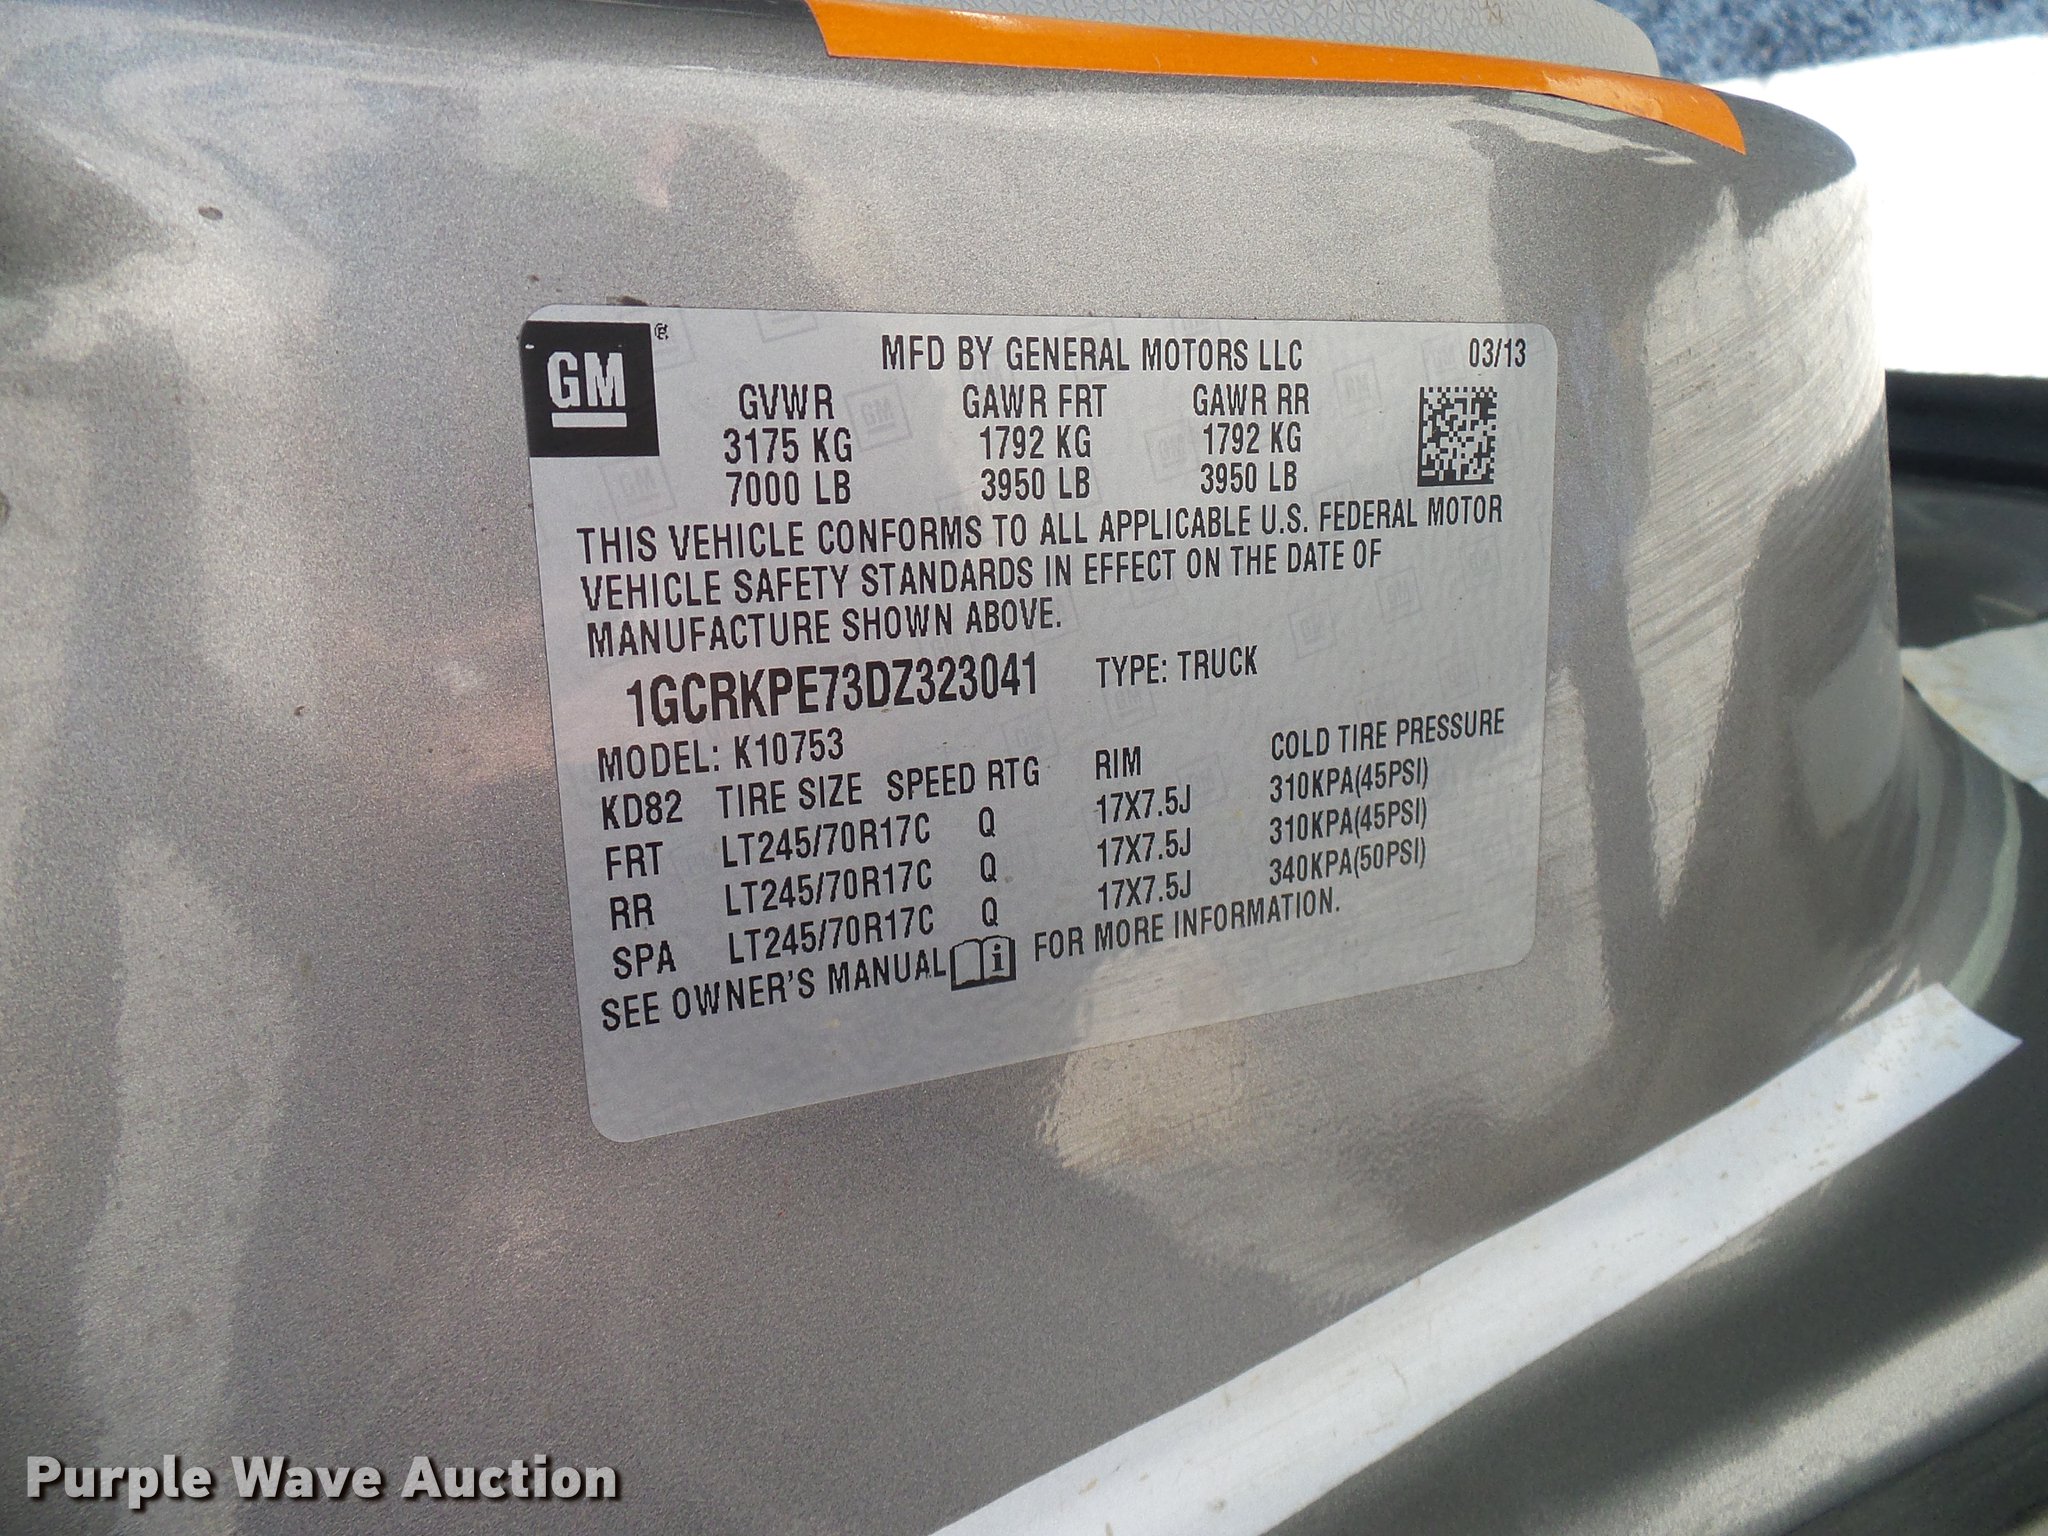 GM ®
MFD BY GENERAL MOTORS LLC 03/13
GVWR GAWR FRT GAWR RR
3175 KG 1792 KG 1792 KG
7000 LB 3950 LB 3950 LB
THIS VEHICLE CONFORMS TO ALL APPLICABLE U.S. FEDERAL MOTOR
VEHICLE SAFETY STANDARDS IN EFFECT ON THE DATE OF
MANUFACTURE SHOWN ABOVE.
1GCRKPE73DZ323041 TYPE: TRUCK
MODEL: K10753
KD82 TIRE SIZE SPEED RTG RIM COLD TIRE PRESSURE
FRT LT245/70R17C Q 17X7.5J 310KPA(45PSI)
RR LT245/70R17C Q 17X7.5J 310KPA(45PSI)
SPA LT245/70R17C Q 17X7.5J 340KPA(50PSI)
SEE OWNER'S MANUAL i FOR MORE INFORMATION.
Purple Wave Auction